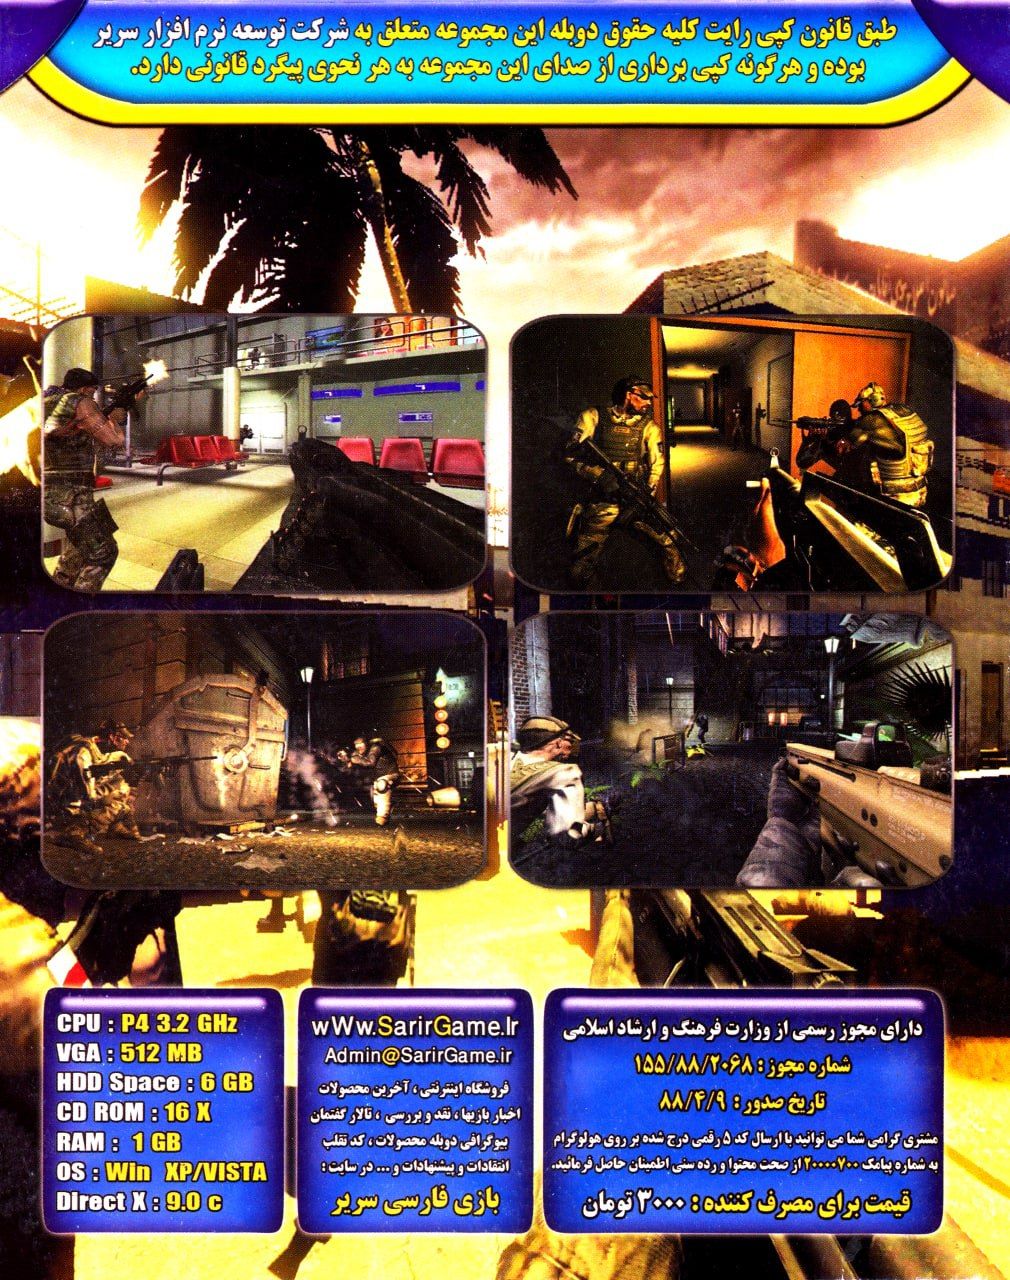 طبق قانون کپی رایت کلیه حقوق دوبله این مجموعه متعلق به شرکت توسعه نرم افزار سریر
بوده و هرگونه کپی برداری از صدای این مجموعه به هر نحوی پیگرد قانونی دارد.
دارای مجوز رسمی از وزارت فرهنگ و ارشاد اسلامی
شماره مجوز : ۱۵۵/۸۸/۲۰۶۸
تاریخ صدور : ۸۸/۴/۹
مشتری گرامی شما می توانید با ارسال کد ۵ رقمی درج شده بر روی هولوگرام
به شماره پیامک ۲۰۰۰۰۷۰۰ از صحت محتوا و رده سنی اطمینان حاصل فرمائید.
قیمت برای مصرف کننده : ۳۰۰۰ تومان
wWw.SarirGame.Ir
Admin@SarirGame.ir
فروشگاه اینترنتی ، آخرین محصولات
اخبار بازیها ، نقد و بررسی ، تالار گفتمان
بیوگرافی دوبله محصولات ، کد تقلب
انتقادات و پیشنهادات و ... در سایت :
بازی فارسی سریر
CPU : P4 3.2 GHz
VGA : 512 MB
HDD Space : 6 GB
CD ROM : 16 X
RAM : 1 GB
OS : Win XP/VISTA
Direct X : 9.0 c